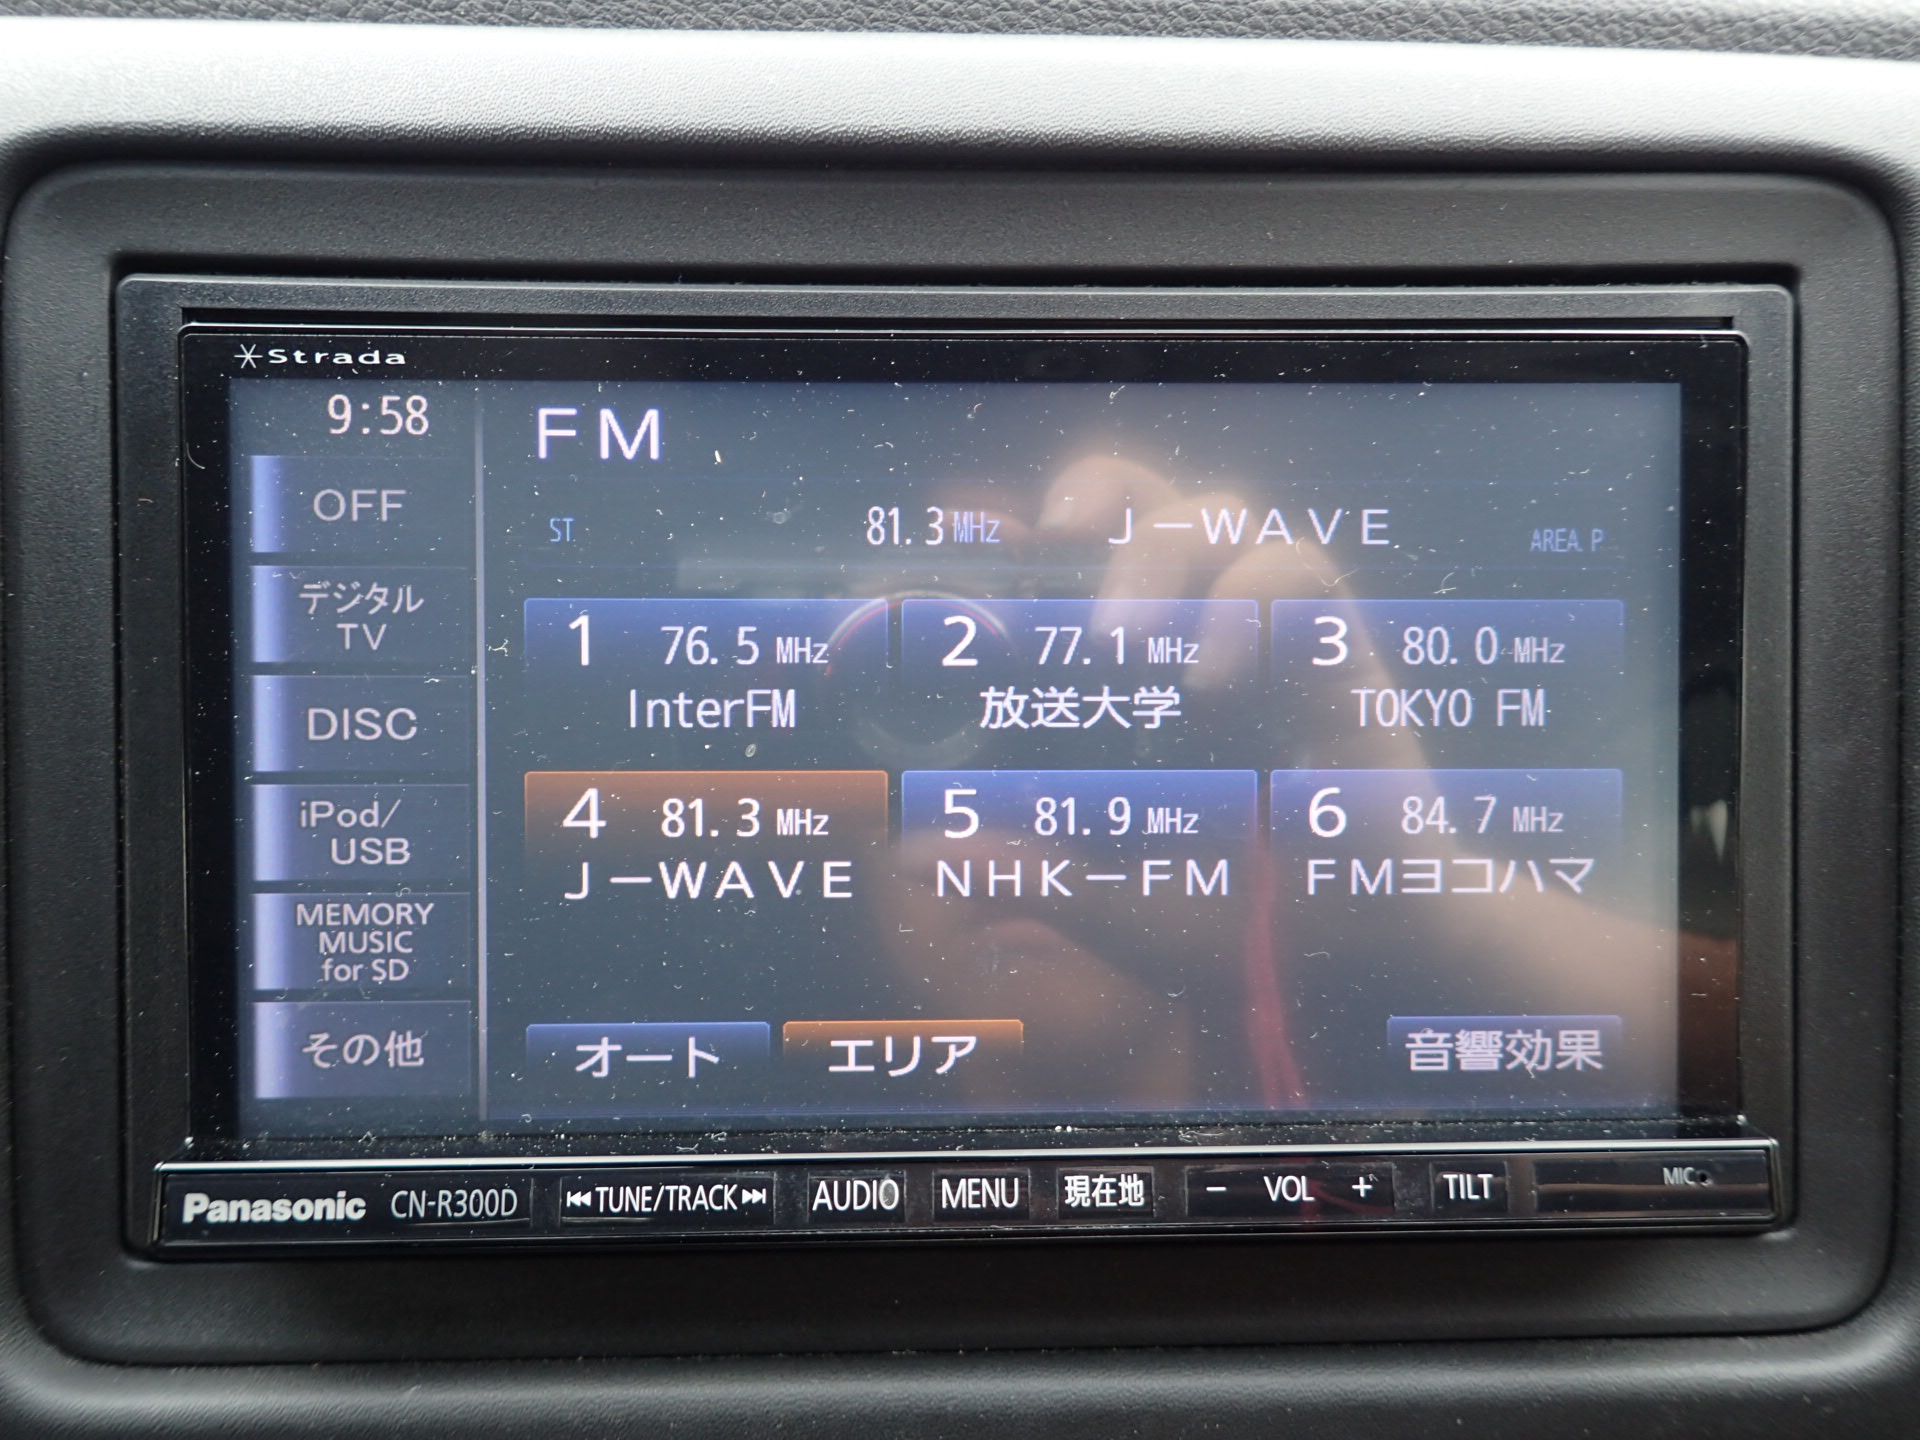 Strada
9:58
FM
OFF
ST
81.3 MHz J-WAVE
AREA P
デジタル
TV
1 76.5 MHz
InterFM
2 77.1 MHz
放送大学
3 80.0 MHz
TOKYO FM
DISC
iPod/
USB
4 81.3 MHz
J-WAVE
5 81.9 MHz
NHK-FM
6 84.7 MHz
FMヨコハマ
MEMORY
MUSIC
for SD
その他
オート
エリア
音響効果
Panasonic CN-R300D ⏮TUNE/TRACK⏭ AUDIO MENU 現在地 - VOL + TILT MIC